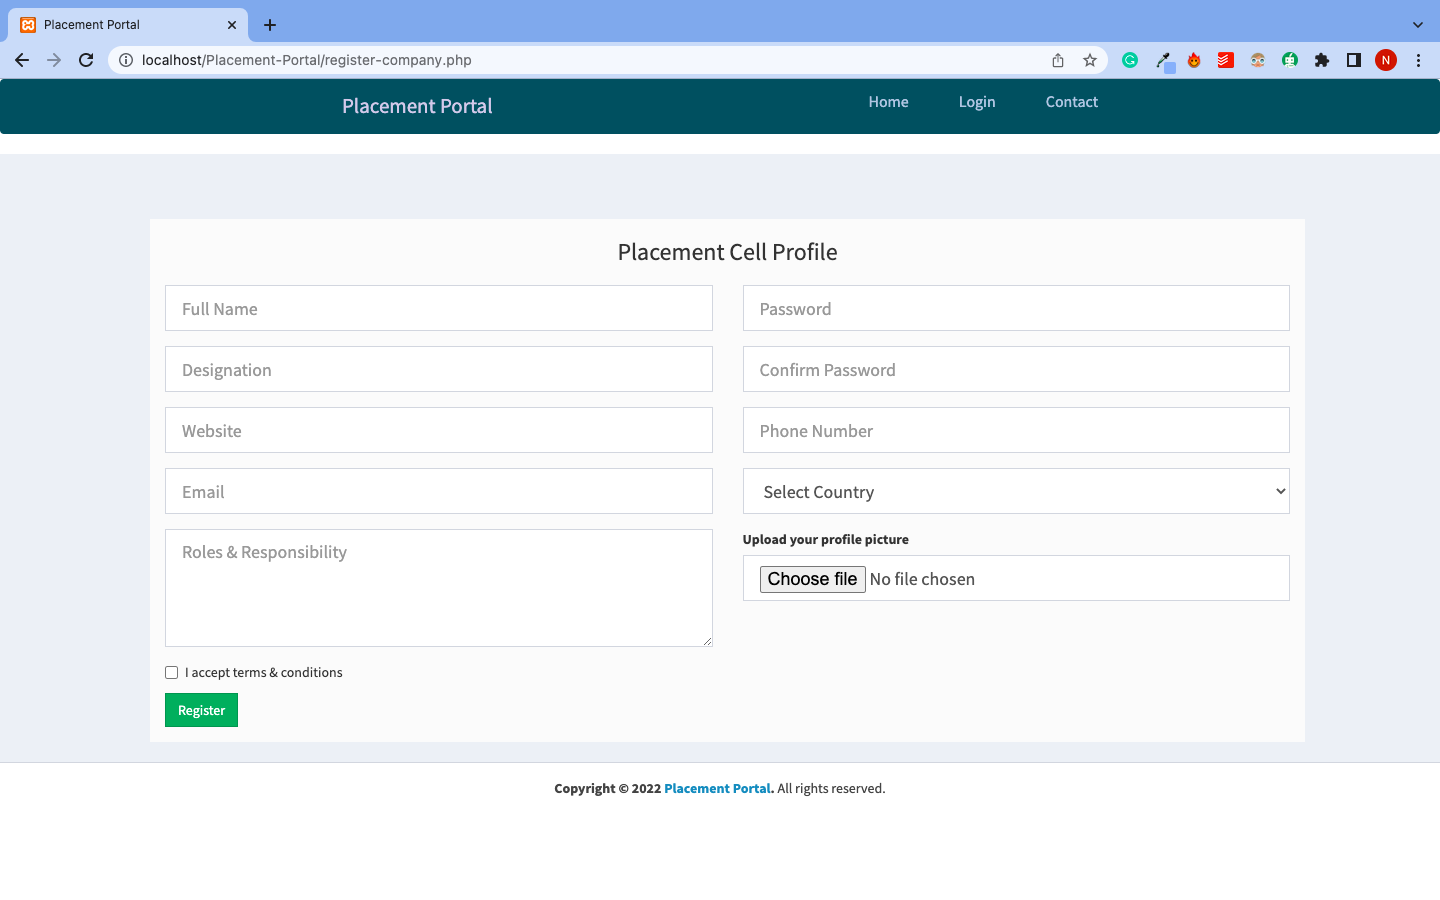 Placement Portal
localhost/Placement-Portal/register-company.php
N
Placement Portal
Home
Login
Contact
Placement Cell Profile
Full Name
Password
Designation
Confirm Password
Website
Phone Number
Email
Select Country
Roles & Responsibility
Upload your profile picture
Choose file No file chosen
I accept terms & conditions
Register
Copyright © 2022 Placement Portal. All rights reserved.